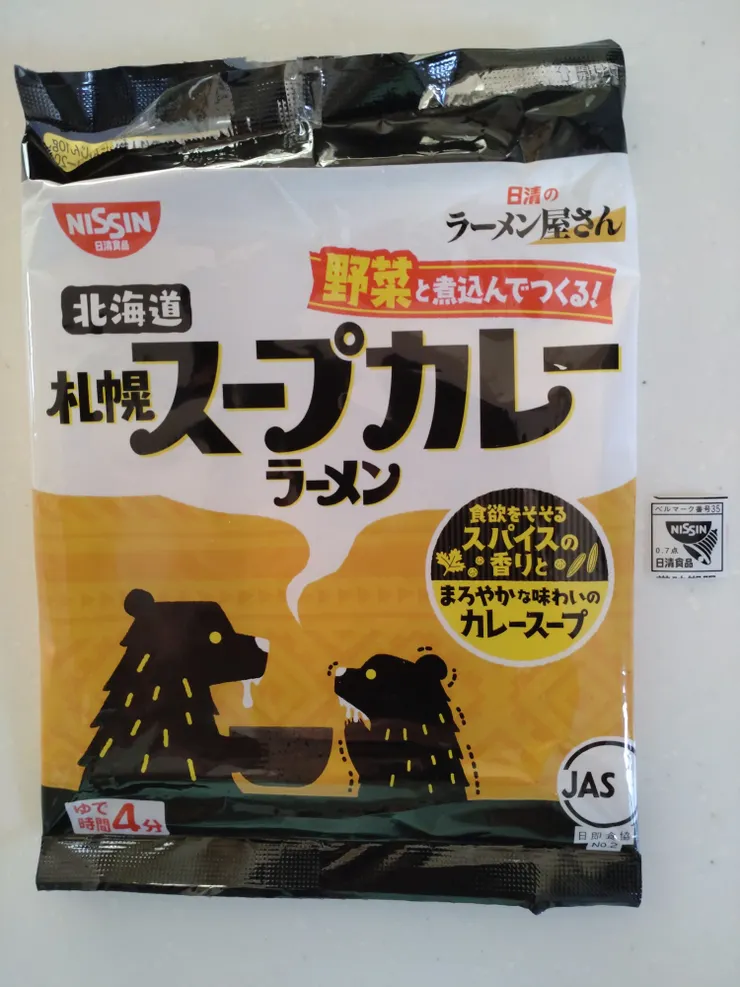 NISSIN
日清食品
日清の
ラーメン屋さん
野菜と煮込んでつくる!
北海道
札幌スープカレー
ラーメン
食欲をそそる
スパイスの
香りと
まろやかな味わいの
カレースープ
JAS
日即食協
No.2
ゆで
時間4分
ベルマーク番号35
NISSIN
0.7点
日清食品